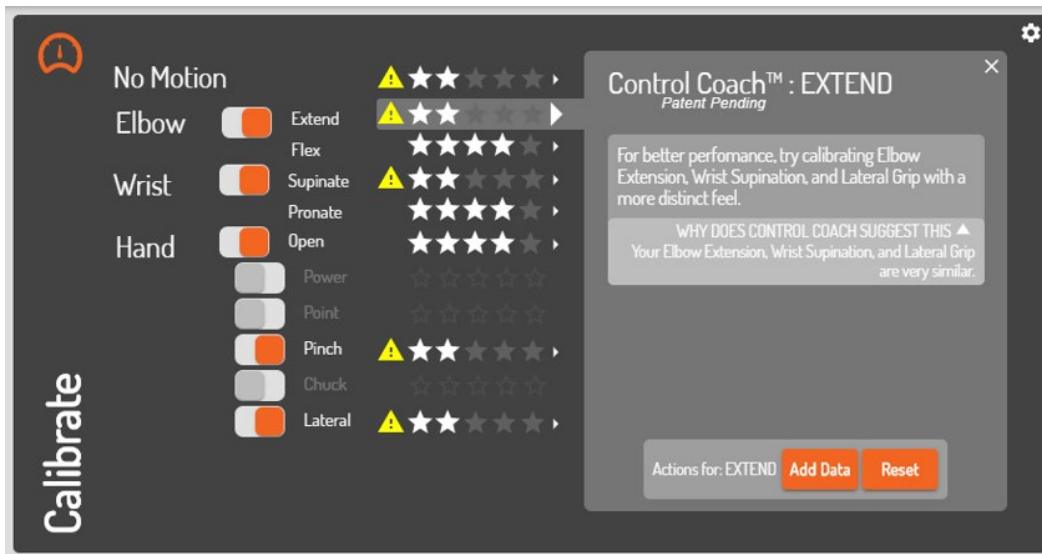 No Motion
Elbow
Extend
Flex
Wrist
Supinate
Pronate
Hand
Open
Power
Point
Pinch
Chuck
Lateral
Calibrate
Control Coach™ : EXTEND
Patent Pending
For better perfomance, try calibrating Elbow
Extension, Wrist Supination, and Lateral Grip with a
more distinct feel.
WHY DOES CONTROL COACH SUGGEST THIS
Your Elbow Extension, Wrist Supination, and Lateral Grip
are very similar.
Actions for: EXTEND
Add Data
Reset